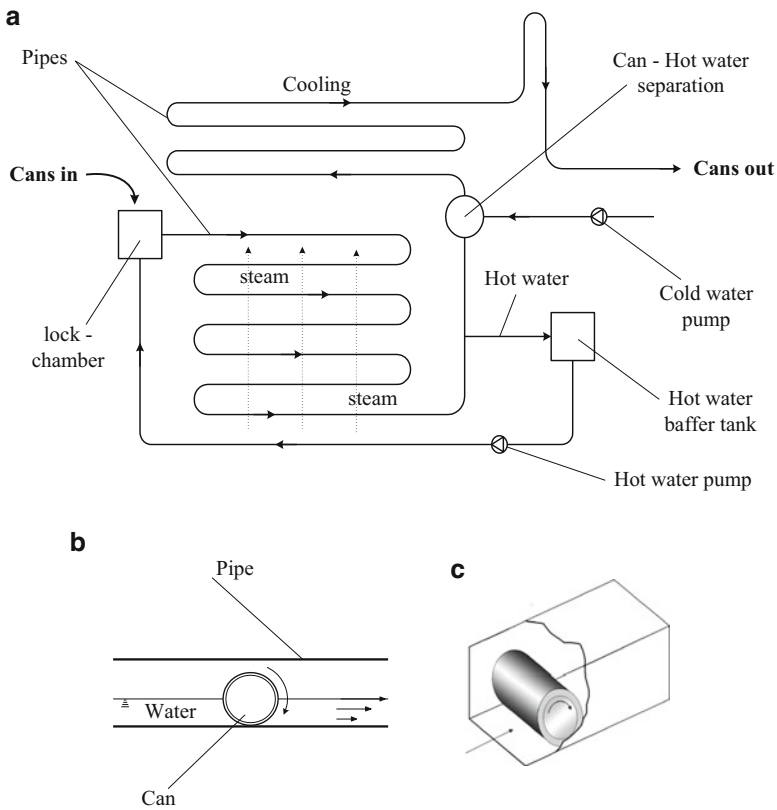 a
Pipes
Cooling
Can - Hot water
separation
Cans in
Cans out
steam
Hot water
Cold water
pump
lock -
chamber
steam
Hot water
baffer tank
Hot water pump
b
Pipe
c
Water
Can